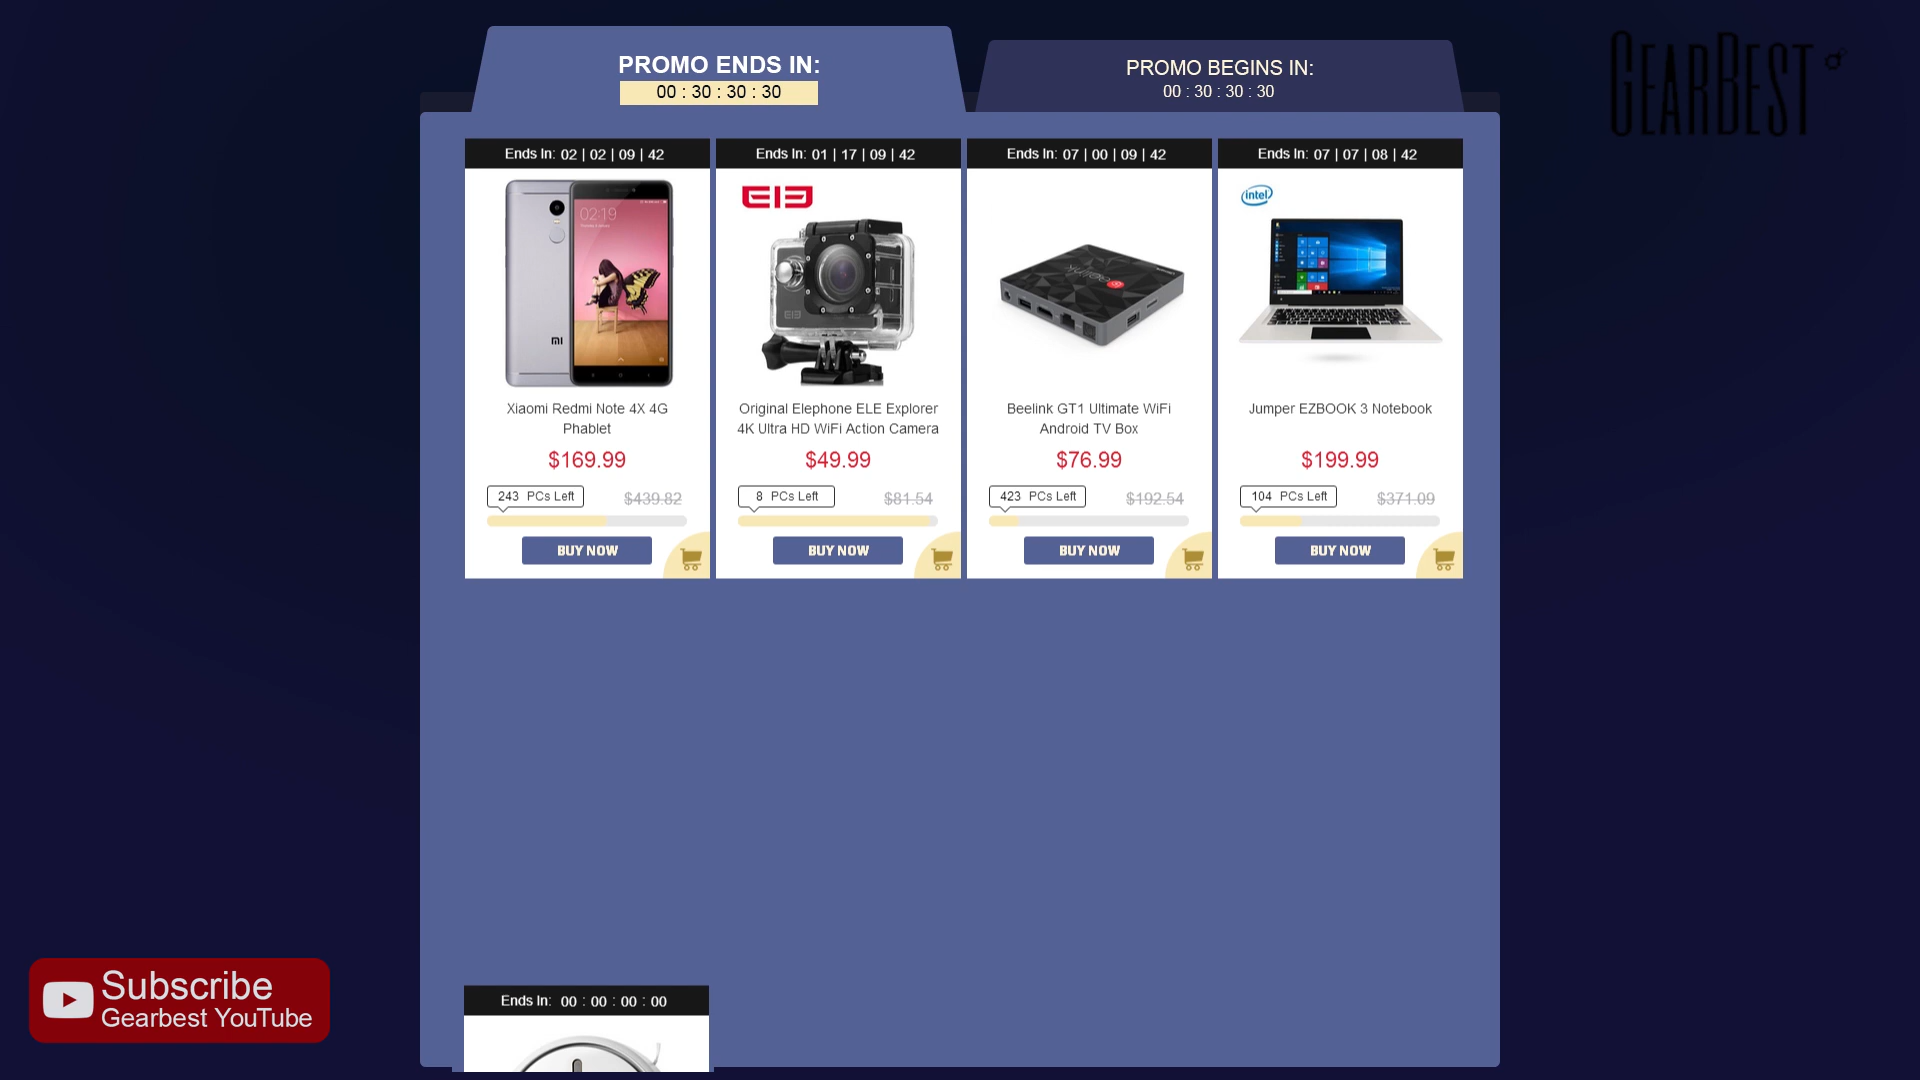 PROMO ENDS IN:
00 : 30 : 30 : 30
PROMO BEGINS IN:
00 : 30 : 30 : 30
GEARBEST
Ends In: 02 | 02 | 09 | 42
02:19
mi
Xiaomi Redmi Note 4X 4G
Phablet
$169.99
243 PCs Left
$439.82
BUY NOW
Ends In: 01 | 17 | 09 | 42
ELE
Original Elephone ELE Explorer
4K Ultra HD WiFi Action Camera
$49.99
8 PCs Left
$81.54
BUY NOW
Ends In: 07 | 00 | 09 | 42
Beelink
Beelink GT1 Ultimate WiFi
Android TV Box
$76.99
423 PCs Left
$192.54
BUY NOW
Ends In: 07 | 07 | 08 | 42
intel
Jumper EZBOOK 3 Notebook
$199.99
104 PCs Left
$371.09
BUY NOW
Ends In: 00 : 00 : 00 : 00
Subscribe
Gearbest YouTube